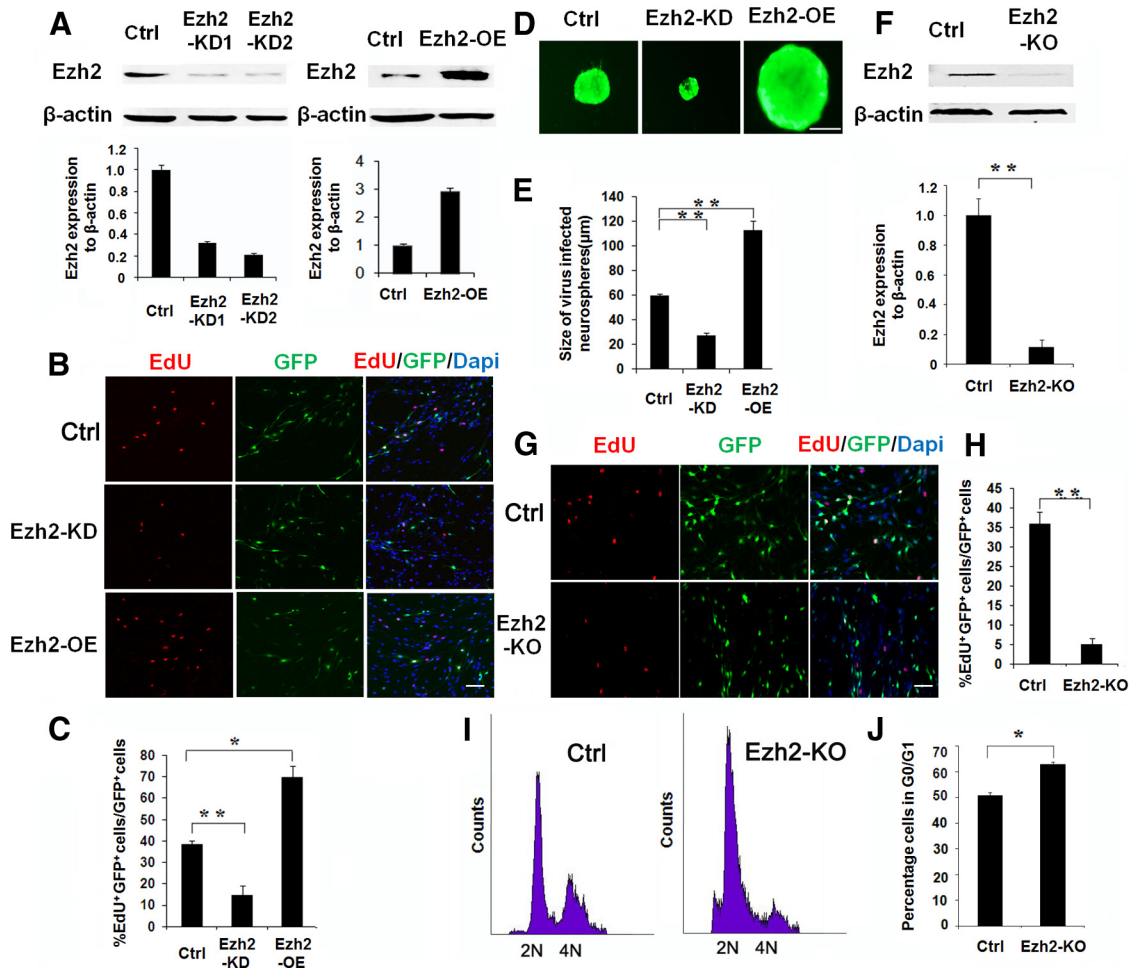 A
Ctrl
Ezh2
-KD1
Ezh2
-KD2
Ezh2
β-actin
Ezh2 expression
to β-actin
1.2
1.0
0.8
0.6
0.4
0.2
0
Ctrl
Ezh2
-KD1
Ezh2
-KD2
Ctrl Ezh2-OE
Ezh2
β-actin
Ezh2 expression
to β-actin
4
3
2
1
0
Ctrl Ezh2-OE
B
EdU GFP EdU/GFP/Dapi
Ctrl
Ezh2-KD
Ezh2-OE
C
%EdU⁺GFP⁺cells/GFP⁺cells
80
70
60
50
40
30
20
10
0
* *
*
Ctrl
Ezh2
-KD
Ezh2
-OE
D
Ctrl Ezh2-KD Ezh2-OE
E
Size of virus infected
neurospheres(μm)
140
120
100
80
60
40
20
0
* *
* *
Ctrl
Ezh2
-KD
Ezh2
-OE
F
Ctrl
Ezh2
-KO
Ezh2
β-actin
Ezh2 expression
to β-actin
1.2
1.0
0.8
0.6
0.4
0.2
0
* *
Ctrl Ezh2-KO
G
EdU GFP EdU/GFP/Dapi
Ctrl
Ezh2
-KO
H
%EdU⁺GFP⁺cells/GFP⁺cells
45
40
35
30
25
20
15
10
5
0
* *
Ctrl Ezh2-KO
I
Ctrl
Counts
2N 4N
Ezh2-KO
Counts
2N 4N
J
Percentage cells in G0/G1
70
60
50
40
30
20
10
0
*
Ctrl Ezh2-KO